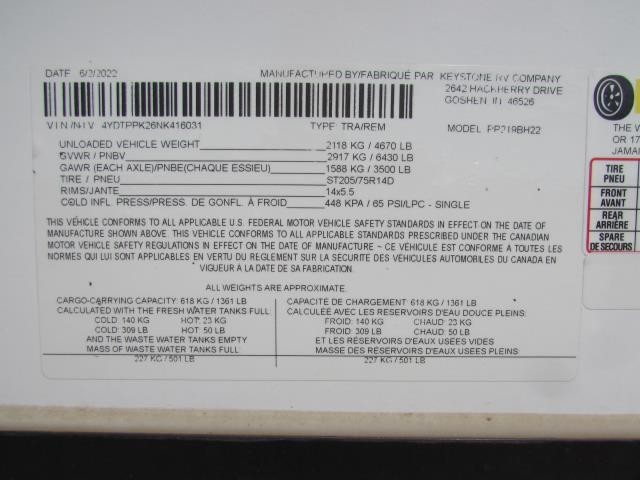 DATE 6/2/2022
MANUFACTURED BY/FABRIQUÉ PAR KEYSTONE RV COMPANY
2642 HACKBERRY DRIVE
GOSHEN IN 46526
VIN /NIV 4YDTPPK26NK416031 TYPE: TRA/REM MODEL PP219BH22
UNLOADED VEHICLE WEIGHT 2118 KG / 4670 LB
GVWR / PNBV 2917 KG / 6430 LB
GAWR (EACH AXLE)/PNBE(CHAQUE ESSIEU) 1588 KG / 3500 LB
TIRE / PNEU ST205/75R14D
RIMS/JANTE 14x5.5
COLD INFL. PRESS/PRESS. DE GONFL. À FROID 448 KPA / 65 PSI/LPC - SINGLE
THIS VEHICLE CONFORMS TO ALL APPLICABLE U.S. FEDERAL MOTOR VEHICLE SAFETY STANDARDS IN EFFECT ON THE DATE OF
MANUFACTURE SHOWN ABOVE. THIS VEHICLE CONFORMS TO ALL APPLICABLE STANDARDS PRESCRIBED UNDER THE CANADIAN
MOTOR VEHICLE SAFETY REGULATIONS IN EFFECT ON THE DATE OF MANUFACTURE ~ CE VÉHICULE EST CONFORME A TOUTES LES
NORMES QUI LUI SONT APPLICABLES EN VERTU DU RÈGLEMENT SUR LA SÉCURITÉ DES VÉHICULES AUTOMOBILES DU CANADA EN
VIGUEUR À LA DATE DE SA FABRICATION.
ALL WEIGHTS ARE APPROXIMATE.
CARGO-CARRYING CAPACITY: 618 KG / 1361 LB
CALCULATED WITH THE FRESH WATER TANKS FULL:
COLD: 140 KG HOT: 23 KG
COLD: 309 LB HOT: 50 LB
AND THE WASTE WATER TANKS EMPTY
MASS OF WASTE WATER TANKS FULL:
227 KG / 501 LB
CAPACITÉ DE CHARGEMENT : 618 KG / 1361 LB
CALCULÉE AVEC LES RÉSERVOIRS D'EAU DOUCE PLEINS:
FROID: 140 KG CHAUD: 23 KG
FROID: 309 LB CHAUD: 50 LB
ET LES RÉSERVOIRS D'EAUX USÉES VIDES
MASSE DES RÉSERVOIRS D'EAUX USÉES PLEINS:
227 KG / 501 LB
THE W
OR 17
JAMAI
TIRE
PNEU
FRONT
AVANT
REAR
ARRIÈRE
SPARE
DE SECOURS